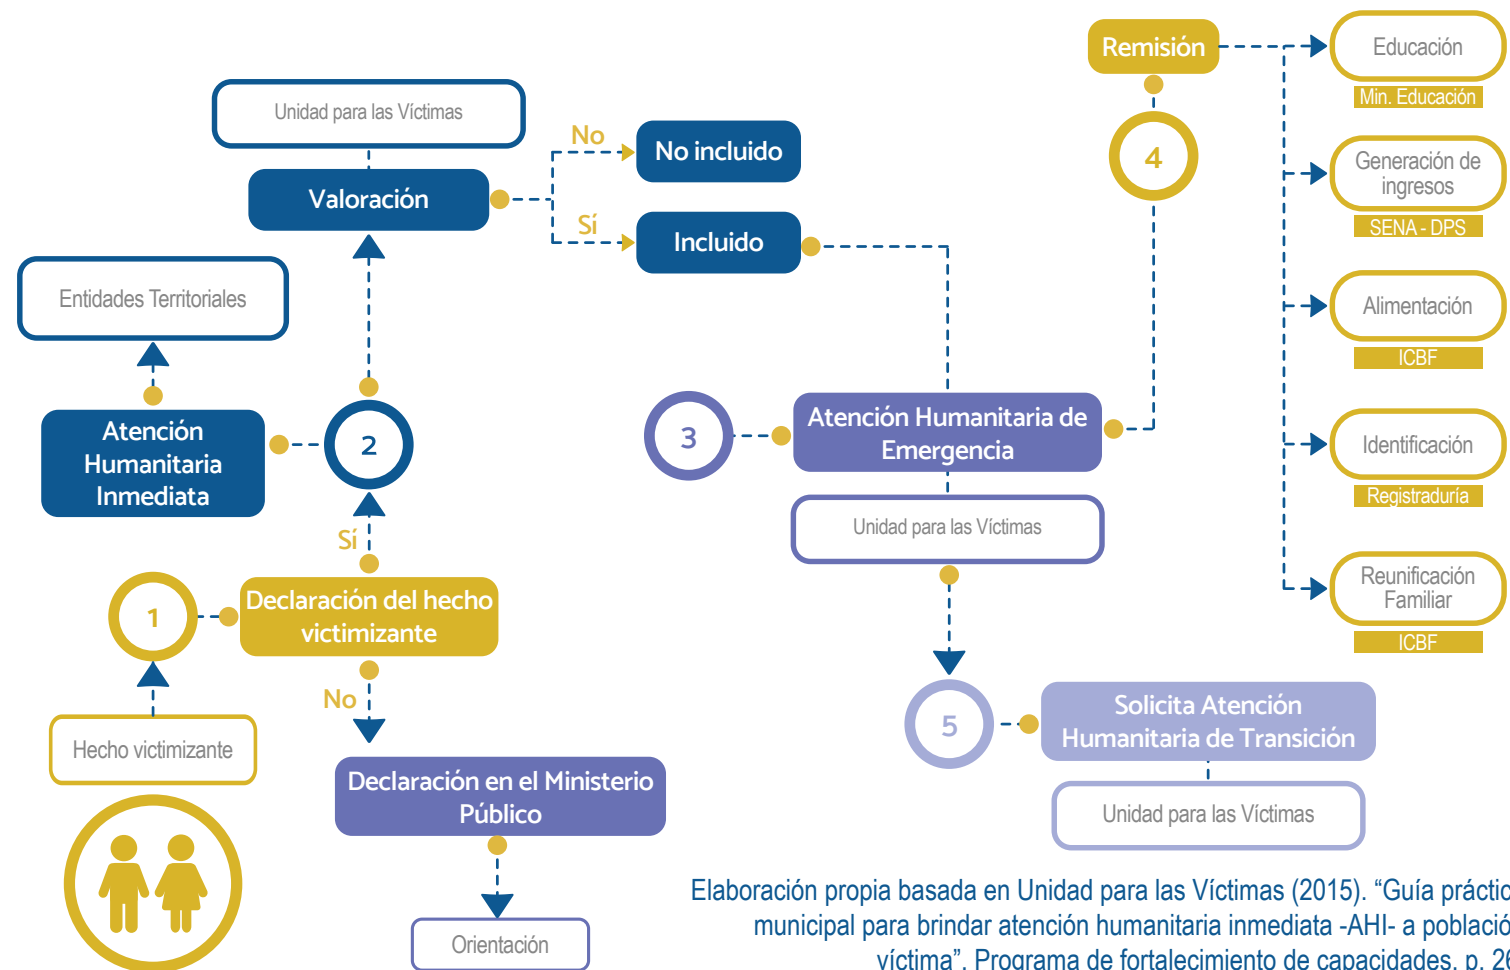 Remisión
Educación
Min. Educación
Generación de
ingresos
SENA - DPS
Alimentación
ICBF
Identificación
Registraduría
Reunificación
Familiar
ICBF
4
Unidad para las Víctimas
Valoración
No
No incluido
Sí
Incluido
Entidades Territoriales
Atención
Humanitaria
Inmediata
2
3
Atención Humanitaria de
Emergencia
Unidad para las Víctimas
Sí
1
Declaración del hecho
victimizante
No
Hecho victimizante
Declaración en el Ministerio
Público
Orientación
5
Solicita Atención
Humanitaria de Transición
Unidad para las Víctimas
Elaboración propia basada en Unidad para las Víctimas (2015). “Guía práctic
municipal para brindar atención humanitaria inmediata -AHI- a població
víctima”. Programa de fortalecimiento de capacidades. p. 26